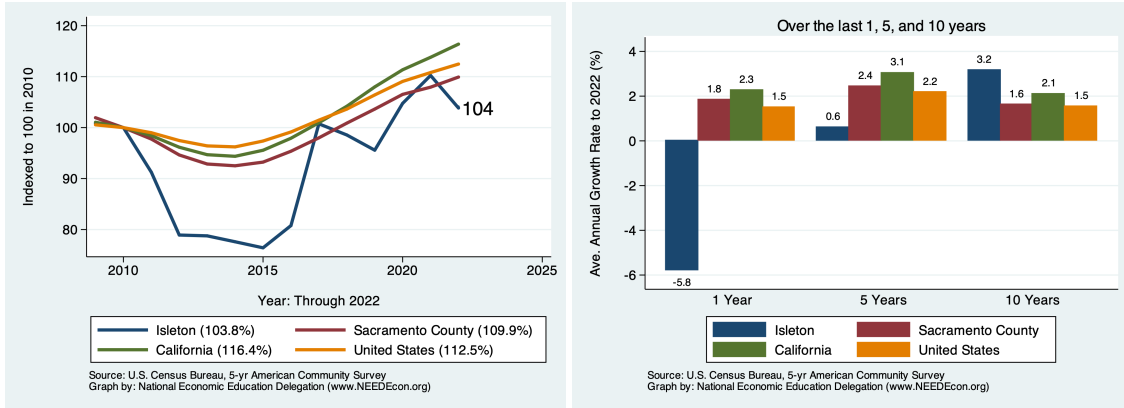 120
110
100
90
80
Indexed to 100 in 2010
104
2010
2015
2020
2025
Year: Through 2022
Isleton (103.8%)
Sacramento County (109.9%)
California (116.4%)
United States (112.5%)
Source: U.S. Census Bureau, 5-yr American Community Survey
Graph by: National Economic Education Delegation (www.NEEDEcon.org)
Over the last 1, 5, and 10 years
Ave. Annual Growth Rate to 2022 (%)
4
2
0
-2
-4
-6
-5.8
1.8
2.3
1.5
0.6
2.4
3.1
2.2
3.2
1.6
2.1
1.5
1 Year
5 Years
10 Years
Isleton
Sacramento County
California
United States
Source: U.S. Census Bureau, 5-yr American Community Survey
Graph by: National Economic Education Delegation (www.NEEDEcon.org)